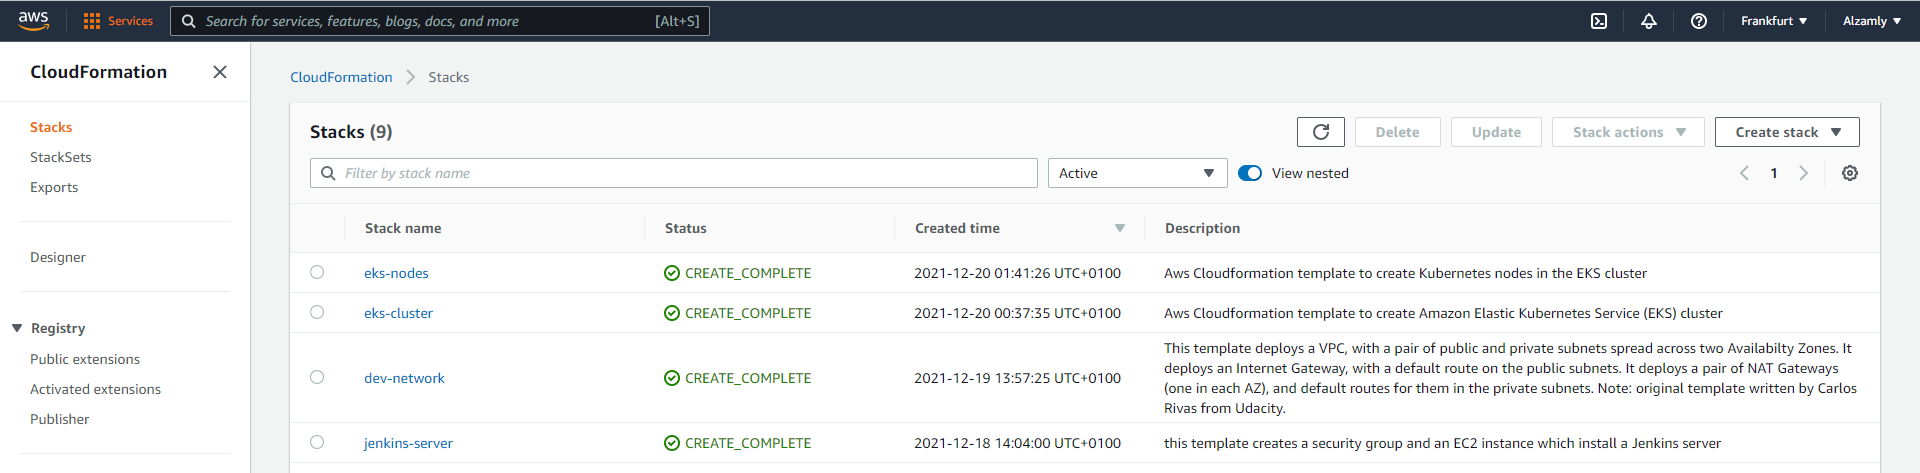 aws Services Search for services, features, blogs, docs, and more [Alt+S] Frankfurt Alzamly
CloudFormation
Stacks
StackSets
Exports
Designer
Registry
Public extensions
Activated extensions
Publisher
CloudFormation Stacks
Stacks (9) Delete Update Stack actions Create stack
Filter by stack name Active View nested 1
Stack name Status Created time Description
eks-nodes CREATE_COMPLETE 2021-12-20 01:41:26 UTC+0100 Aws Cloudformation template to create Kubernetes nodes in the EKS cluster
eks-cluster CREATE_COMPLETE 2021-12-20 00:37:35 UTC+0100 Aws Cloudformation template to create Amazon Elastic Kubernetes Service (EKS) cluster
dev-network CREATE_COMPLETE 2021-12-19 13:57:25 UTC+0100 This template deploys a VPC, with a pair of public and private subnets spread across two Availabilty Zones. It
deploys an Internet Gateway, with a default route on the public subnets. It deploys a pair of NAT Gateways
(one in each AZ), and default routes for them in the private subnets. Note: original template written by Carlos
Rivas from Udacity.
jenkins-server CREATE_COMPLETE 2021-12-18 14:04:00 UTC+0100 this template creates a security group and an EC2 instance which install a Jenkins server